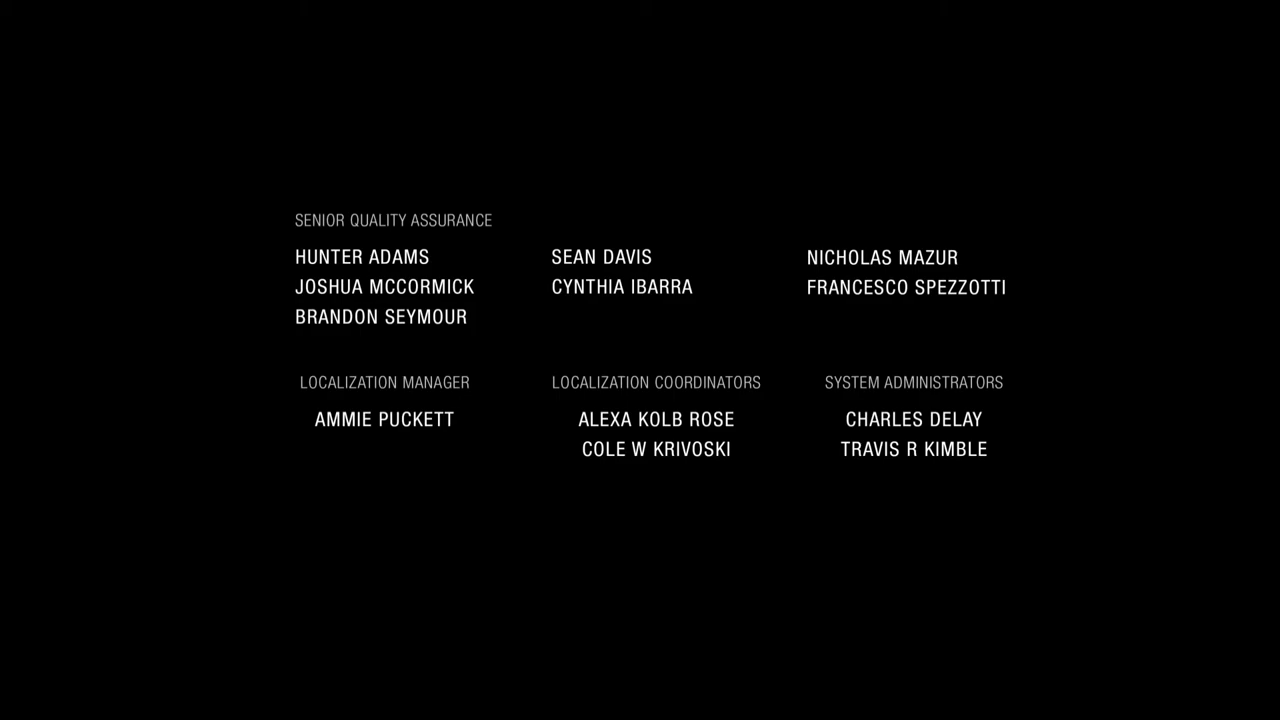 SENIOR QUALITY ASSURANCE
HUNTER ADAMS SEAN DAVIS NICHOLAS MAZUR
JOSHUA MCCORMICK CYNTHIA IBARRA FRANCESCO SPEZZOTTI
BRANDON SEYMOUR
LOCALIZATION MANAGER LOCALIZATION COORDINATORS SYSTEM ADMINISTRATORS
AMMIE PUCKETT ALEXA KOLB ROSE CHARLES DELAY
COLE W KRIVOSKI TRAVIS R KIMBLE